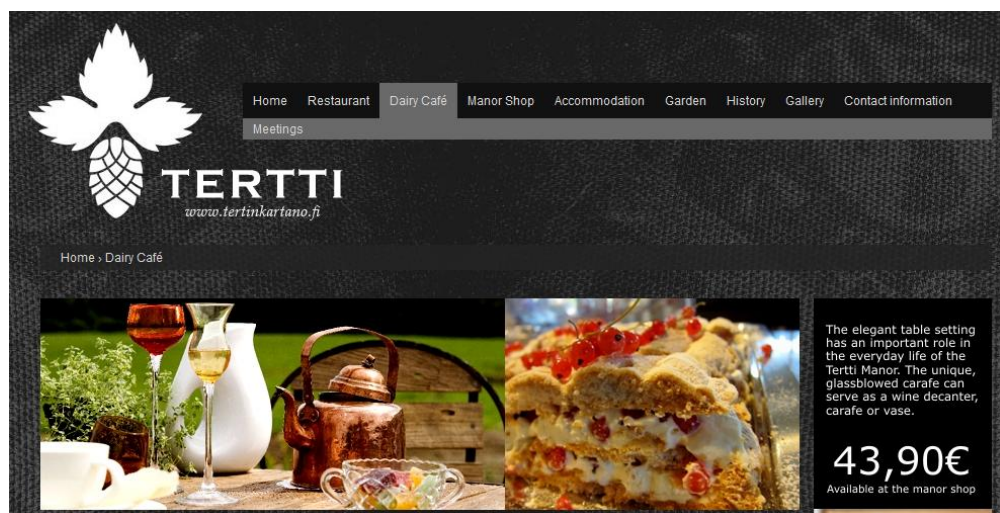 Home Restaurant Dairy Café Manor Shop Accommodation Garden History Gallery Contact information
Meetings
TERTTI
www.tertinkartano.fi
Home › Dairy Café
The elegant table setting
has an important role in
the everyday life of the
Tertti Manor. The unique,
glassblowed carafe can
serve as a wine decanter,
carafe or vase.
43,90€
Available at the manor shop